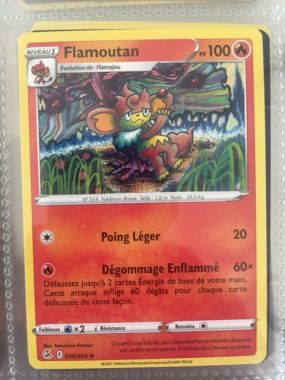 NIVEAU 1
Flamoutan
PV 100
Évolution de : Flamajou
N° 514 Pokémon Braise Taille : 1,0 m Poids : 28,0 kg
Poing Léger 20
Dégommage Enflammé 60×
Défaussez jusqu'à 2 cartes Énergie de base de votre main.
Cette attaque inflige 60 dégâts pour chaque carte
défaussée de cette façon.
Faiblesse ×2 Résistance Retraite
038/264
©2021 Pokémon/Nintendo/Creatures/GAME FREAK